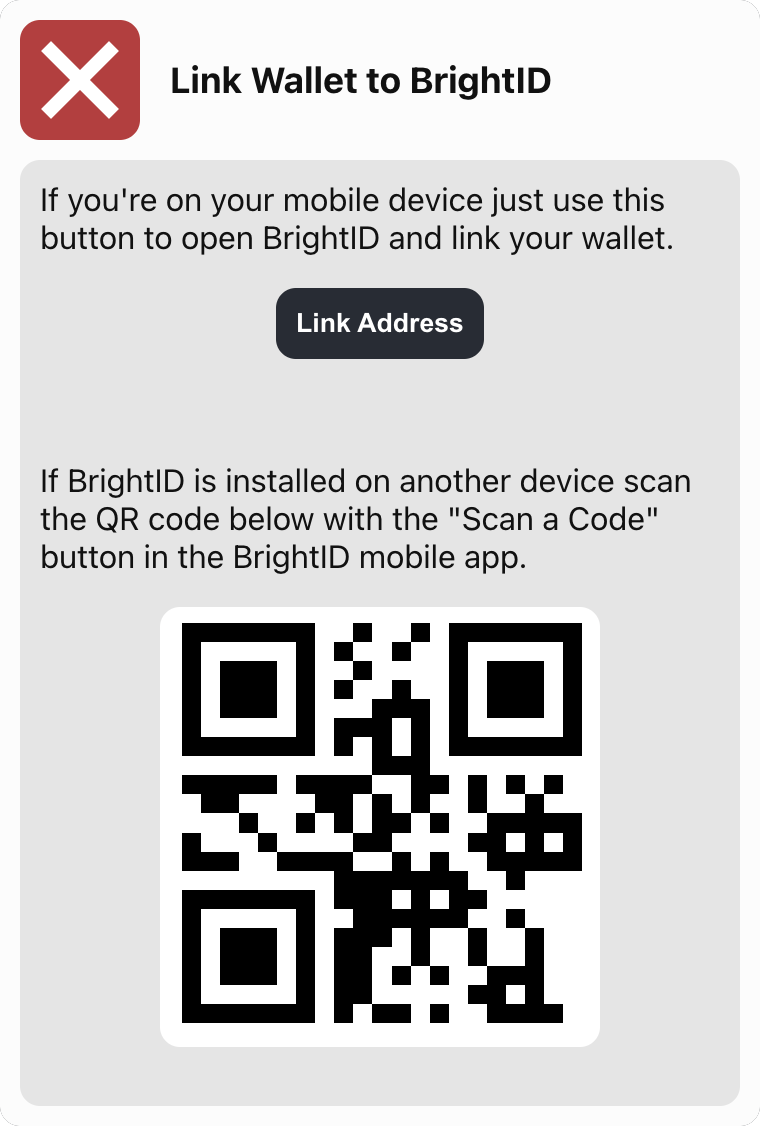 Link Wallet to BrightID
If you're on your mobile device just use this
button to open BrightID and link your wallet.
Link Address
If BrightID is installed on another device scan
the QR code below with the "Scan a Code"
button in the BrightID mobile app.